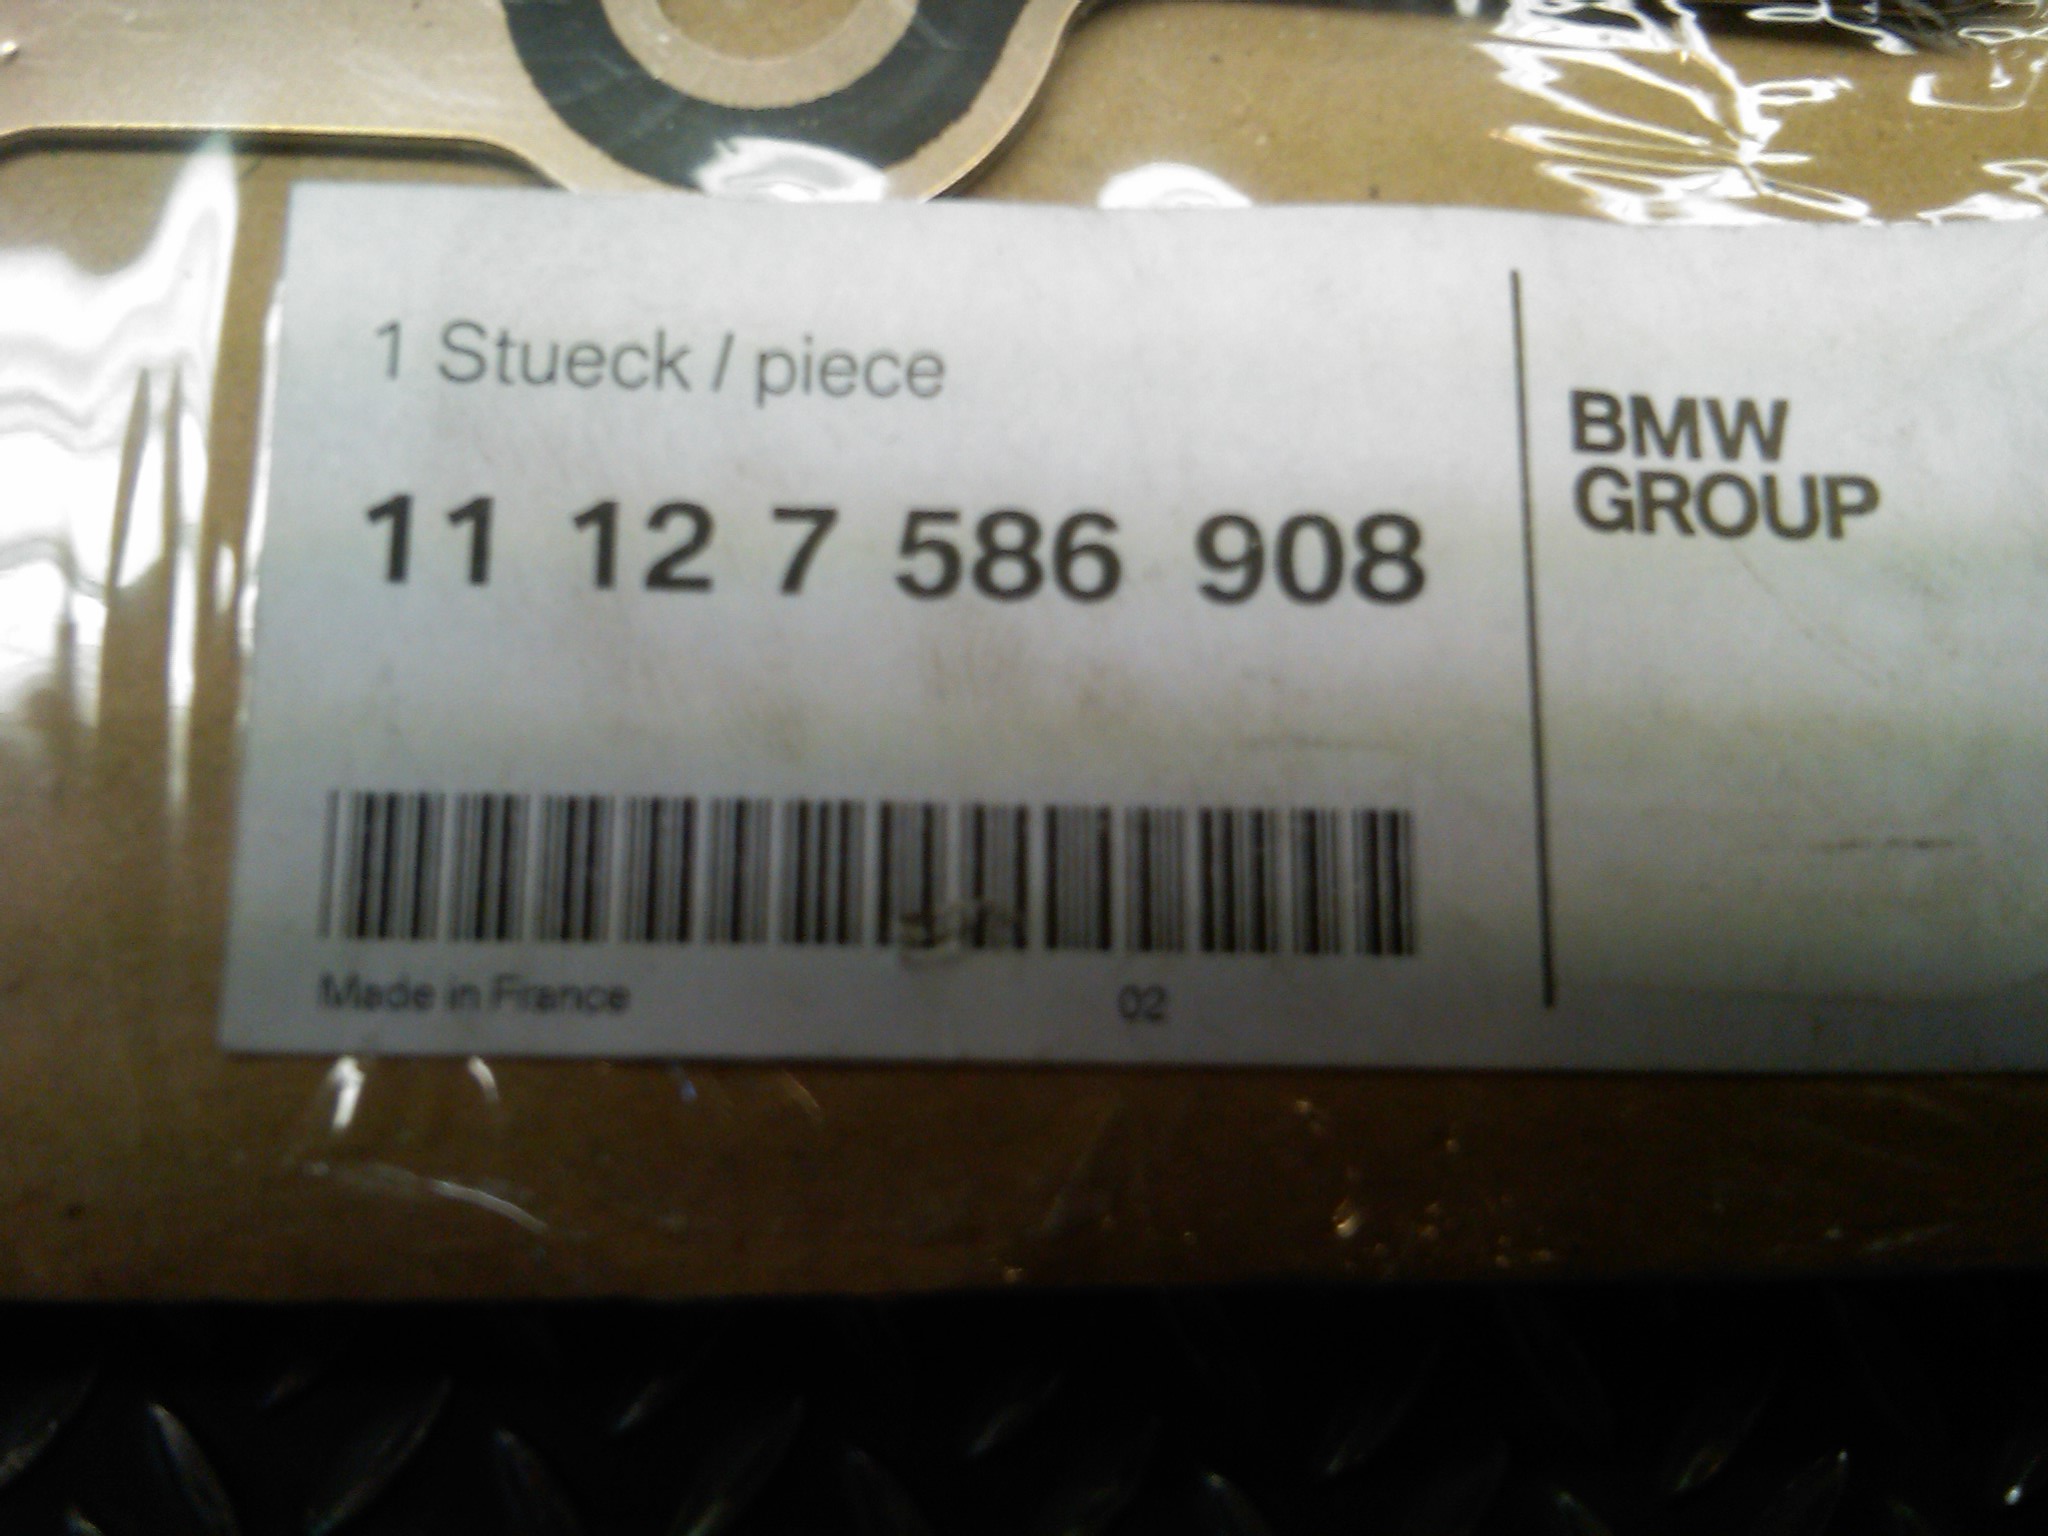 1 Stueck / piece
11 12 7 586 908
Made in France 02
BMW
GROUP